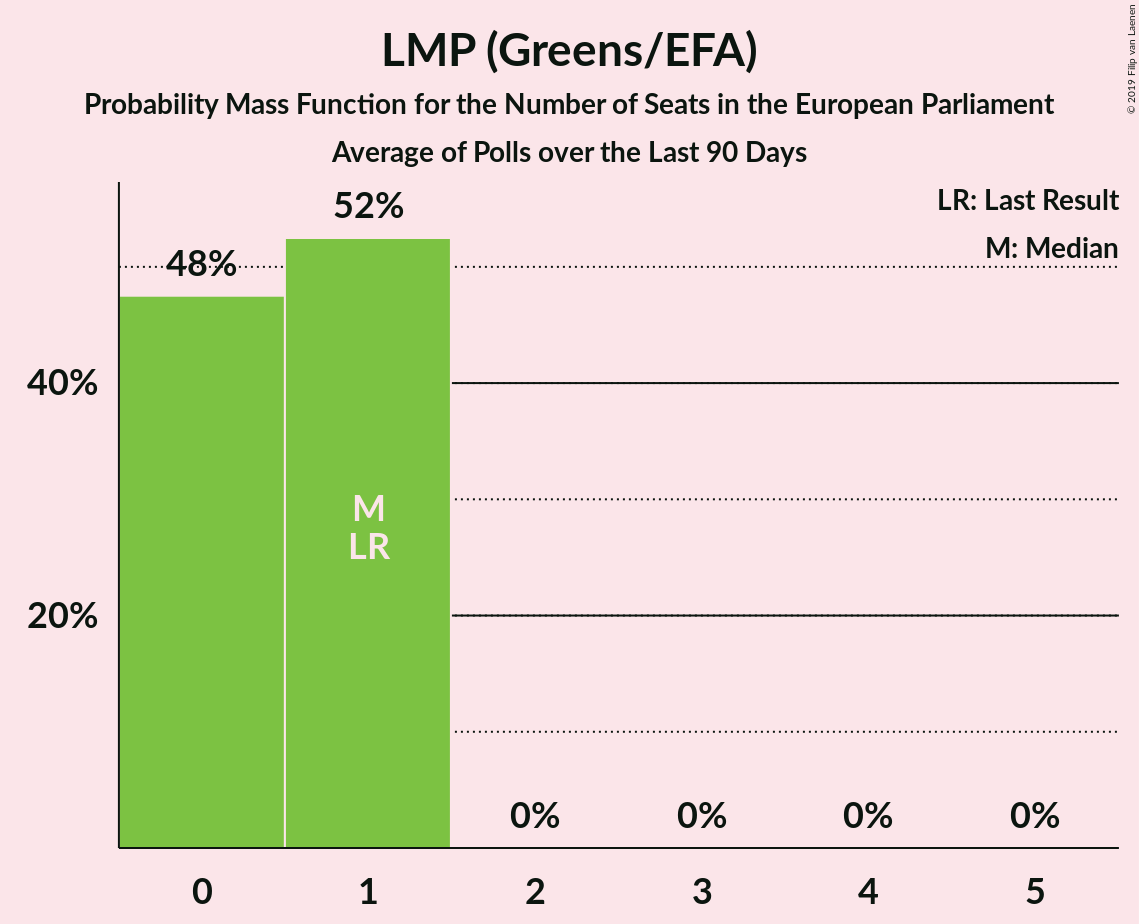 LMP (Greens/EFA)
Probability Mass Function for the Number of Seats in the European Parliament
Average of Polls over the Last 90 Days
© 2019 Filip van Laenen
LR: Last Result
M: Median
52%
48%
40%
M
LR
20%
0% 0% 0% 0%
0 1 2 3 4 5